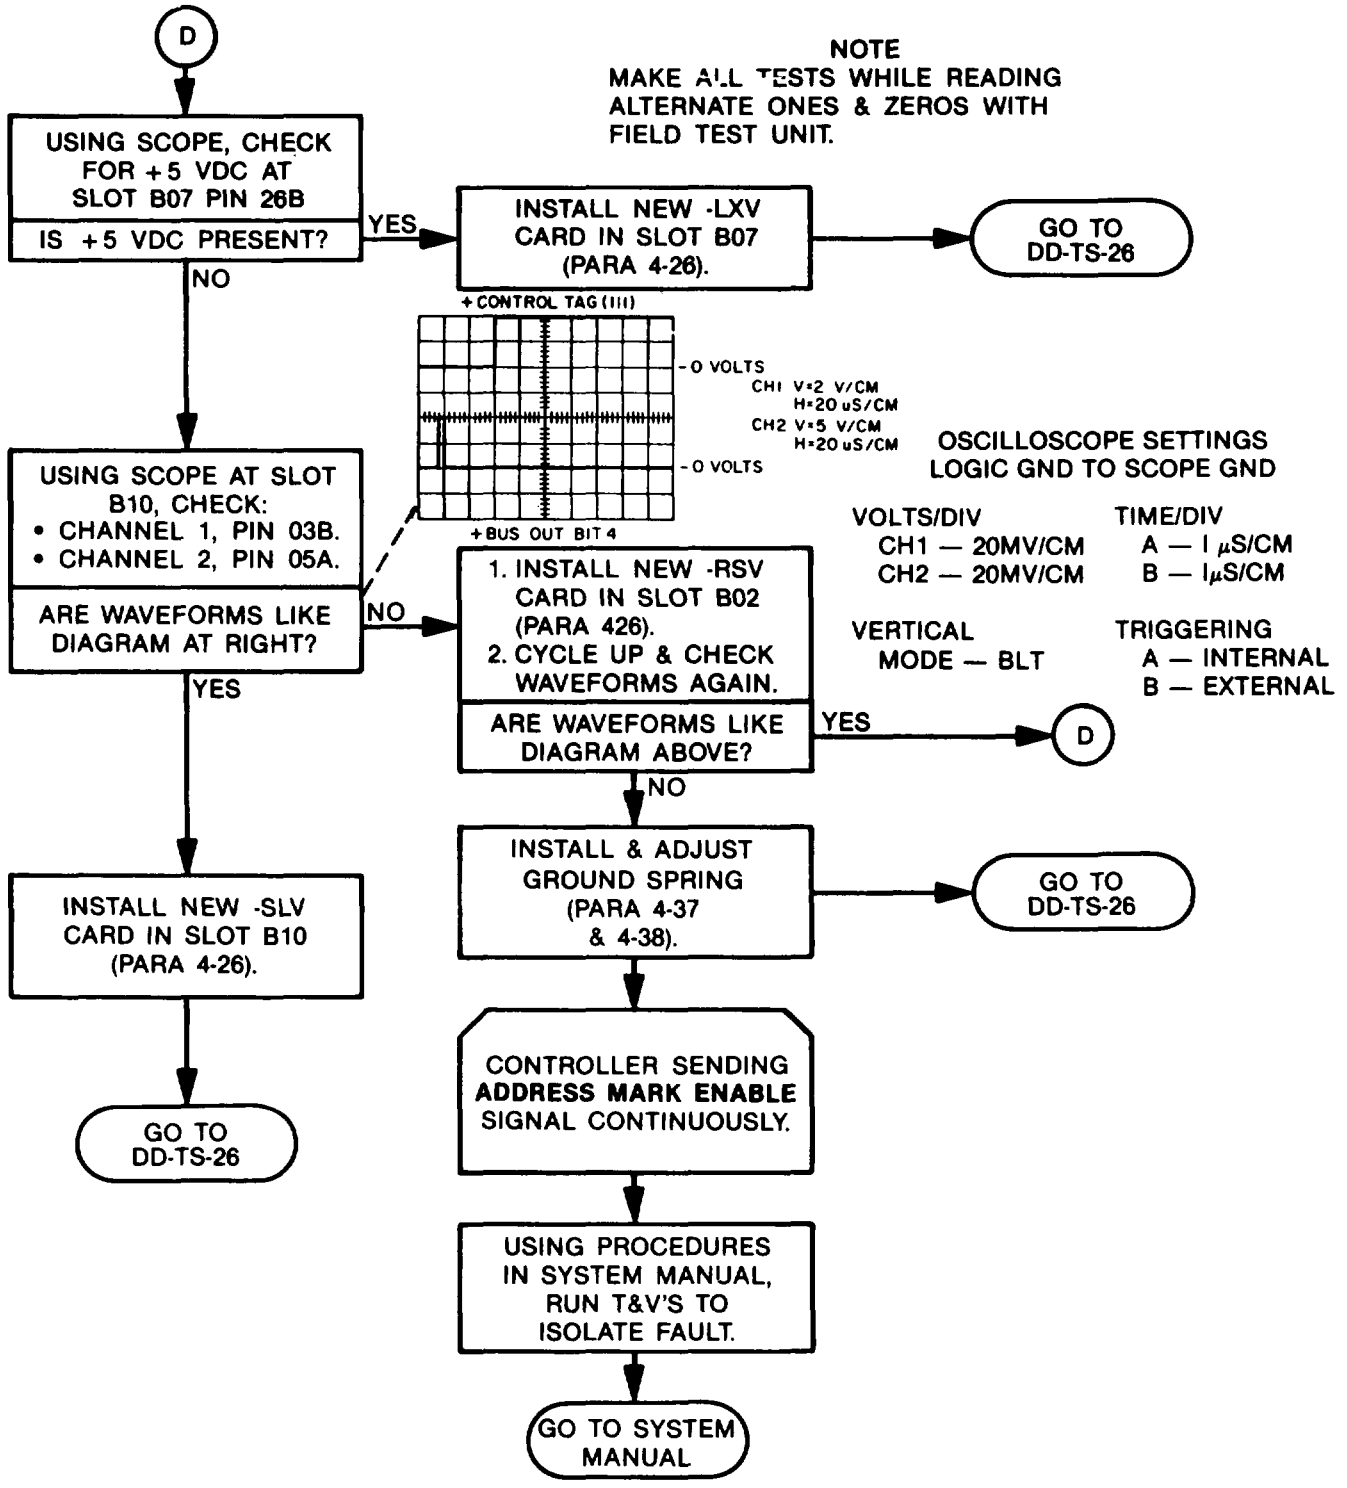 D
NOTE
MAKE ALL TESTS WHILE READING
ALTERNATE ONES & ZEROS WITH
FIELD TEST UNIT.
USING SCOPE, CHECK
FOR +5 VDC AT
SLOT B07 PIN 26B
IS +5 VDC PRESENT?
YES
NO
INSTALL NEW -LXV
CARD IN SLOT B07
(PARA 4-26).
GO TO
DD-TS-26
+ CONTROL TAG (III)
- 0 VOLTS
CH1 V=2 V/CM
H=20 uS/CM
CH2 V=5 V/CM
H=20 uS/CM
- 0 VOLTS
+ BUS OUT BIT 4
OSCILLOSCOPE SETTINGS
LOGIC GND TO SCOPE GND
VOLTS/DIV
CH1 — 20MV/CM
CH2 — 20MV/CM
TIME/DIV
A — I µS/CM
B — IµS/CM
VERTICAL
MODE — BLT
TRIGGERING
A — INTERNAL
B — EXTERNAL
USING SCOPE AT SLOT
B10, CHECK:
• CHANNEL 1, PIN 03B.
• CHANNEL 2, PIN 05A.
ARE WAVEFORMS LIKE
DIAGRAM AT RIGHT?
NO
YES
1. INSTALL NEW -RSV
CARD IN SLOT B02
(PARA 426).
2. CYCLE UP & CHECK
WAVEFORMS AGAIN.
ARE WAVEFORMS LIKE
DIAGRAM ABOVE?
YES
D
NO
INSTALL & ADJUST
GROUND SPRING
(PARA 4-37
& 4-38).
GO TO
DD-TS-26
INSTALL NEW -SLV
CARD IN SLOT B10
(PARA 4-26).
GO TO
DD-TS-26
CONTROLLER SENDING
ADDRESS MARK ENABLE
SIGNAL CONTINUOUSLY.
USING PROCEDURES
IN SYSTEM MANUAL,
RUN T&V'S TO
ISOLATE FAULT.
GO TO SYSTEM
MANUAL